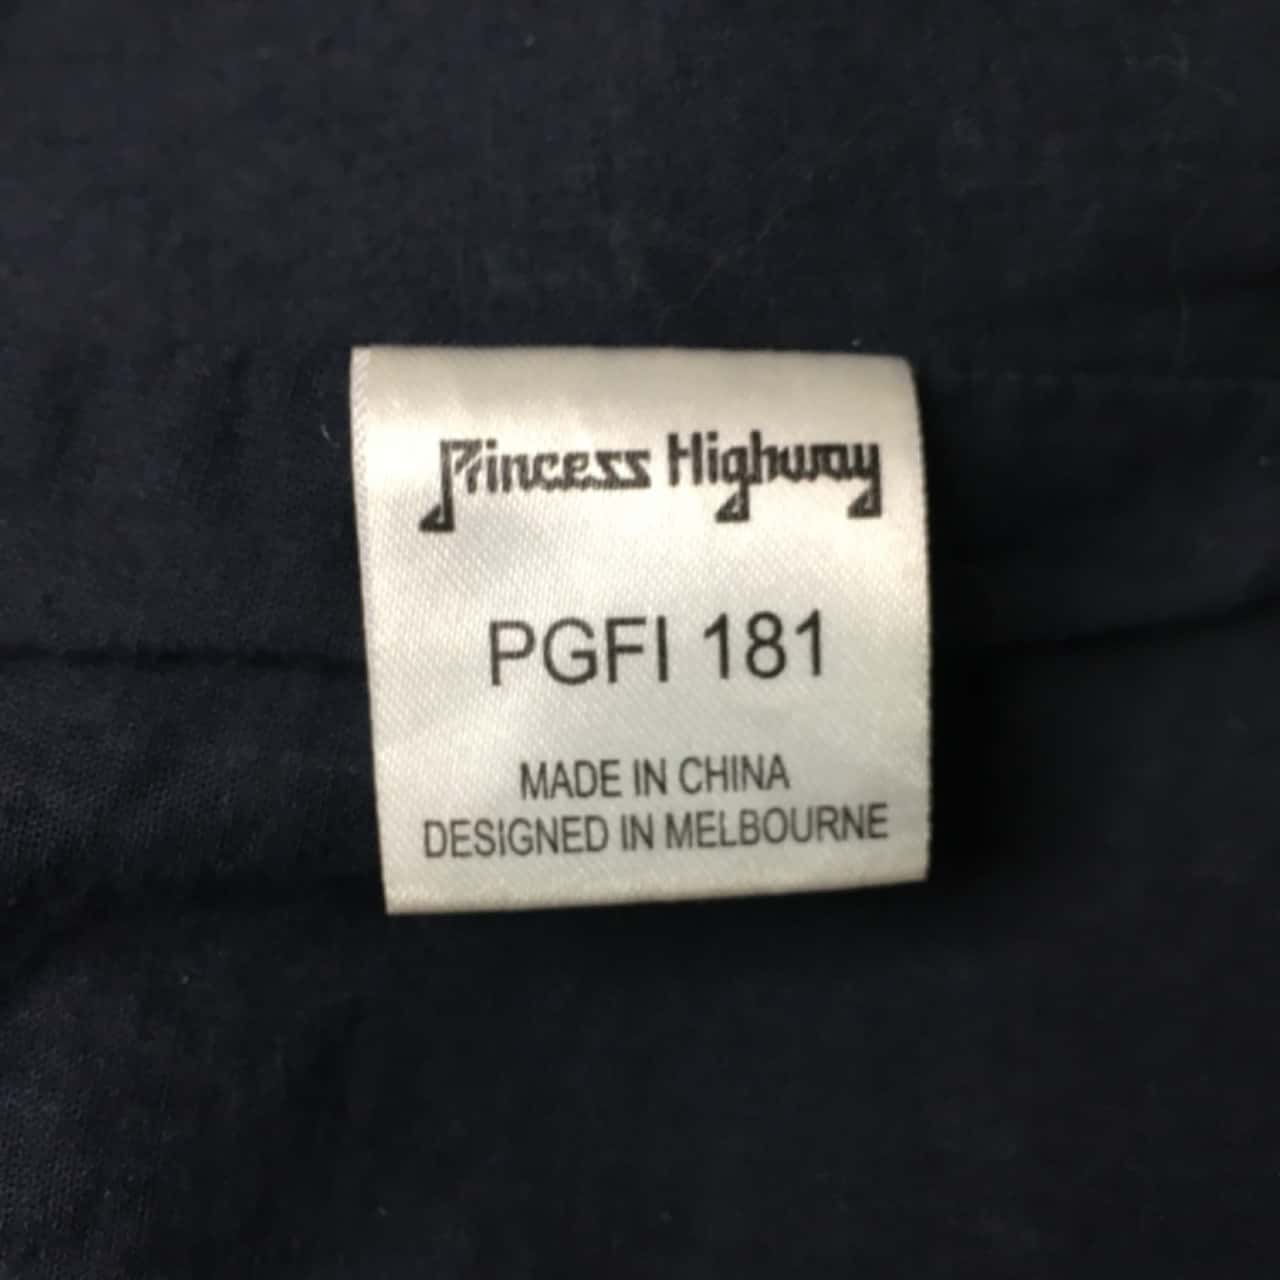 Princess Highway
PGFI 181
MADE IN CHINA
DESIGNED IN MELBOURNE